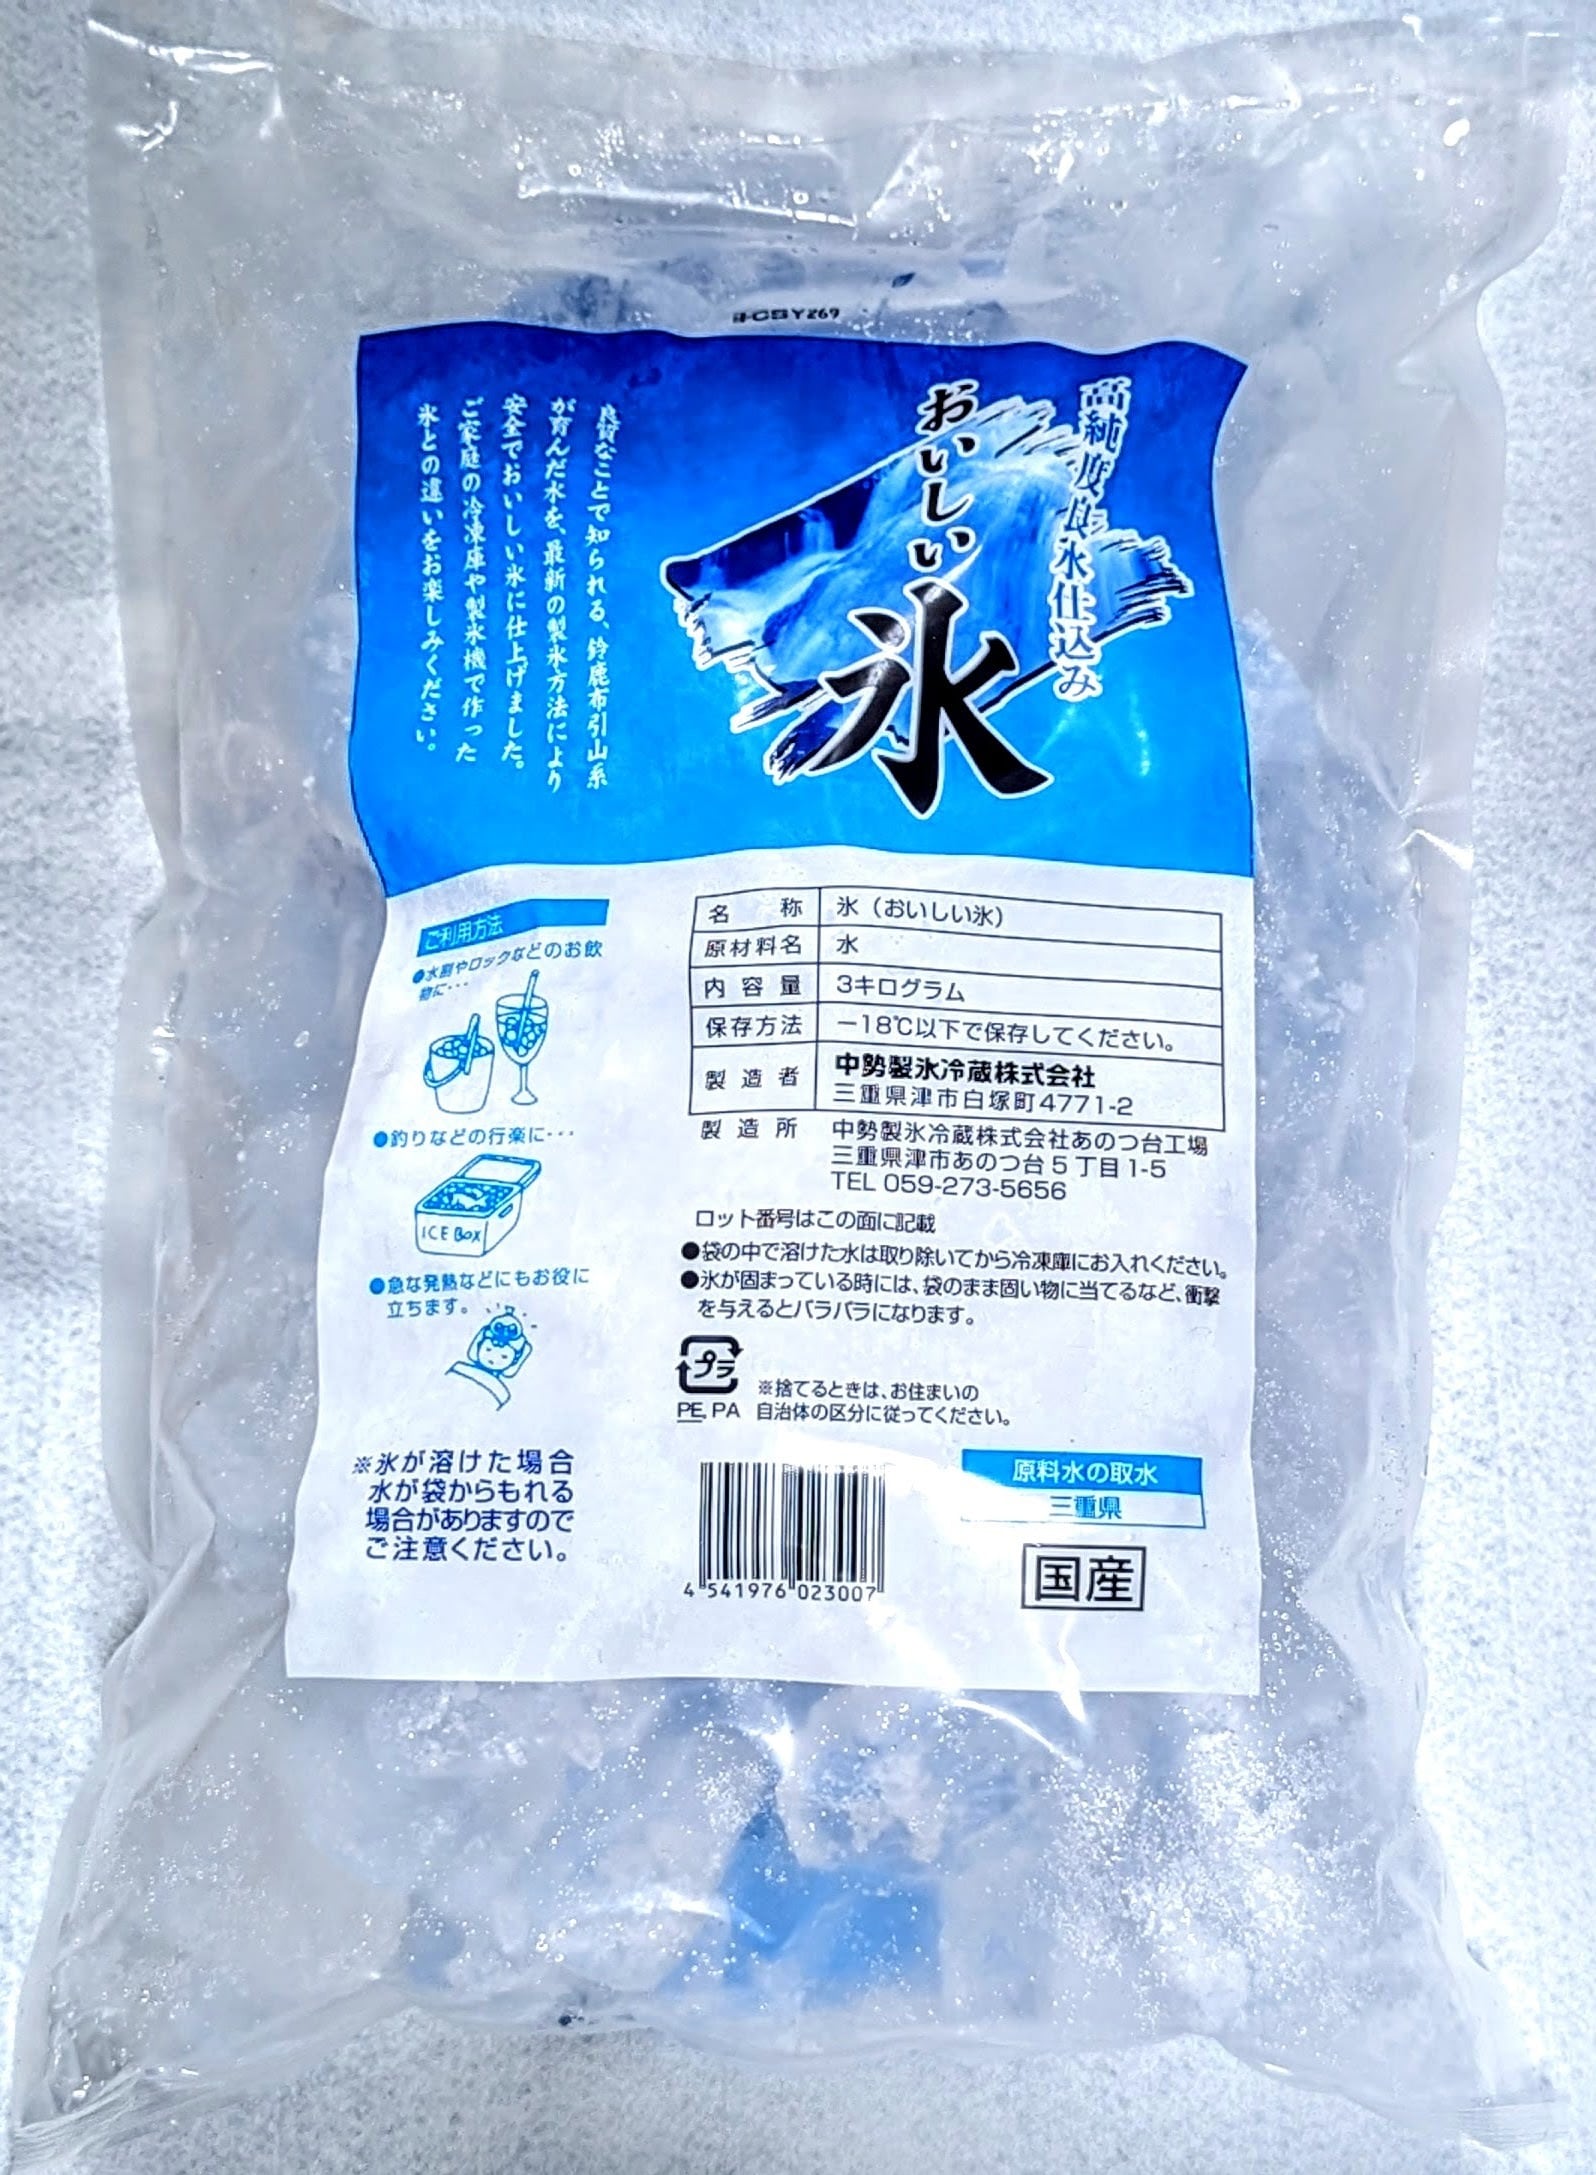 CSY269
高純度良氷仕込み
おいしい
氷
良質なことで知られる、鈴鹿布引山系
が育んだ水を、最新の製氷方法により
安全でおいしい氷に仕上げました。
ご家庭の冷凍庫や製氷機で作った
氷との違いをお楽しみください。
ご利用方法
●水割やロックなどのお飲
物に…
●釣りなどの行楽に…
ICE BOX
●急な発熱などにもお役に
立ちます。
※氷が溶けた場合
水が袋からもれる
場合がありますので
ご注意ください。
名称 氷（おいしい氷）
原材料名 水
内容量 3キログラム
保存方法 －18℃以下で保存してください。
製造者 中勢製氷冷蔵株式会社
三重県津市白塚町4771-2
製造所 中勢製氷冷蔵株式会社あのつ台工場
三重県津市あのつ台5丁目1-5
TEL 059-273-5656
ロット番号はこの面に記載
●袋の中で溶けた水は取り除いてから冷凍庫にお入れください。
●氷が固まっている時には、袋のまま固い物に当てるなど、衝撃
を与えるとバラバラになります。
プラ
PE, PA
※捨てるときは、お住まいの
自治体の区分に従ってください。
4 541976 023007
原料水の取水
三重県
国産